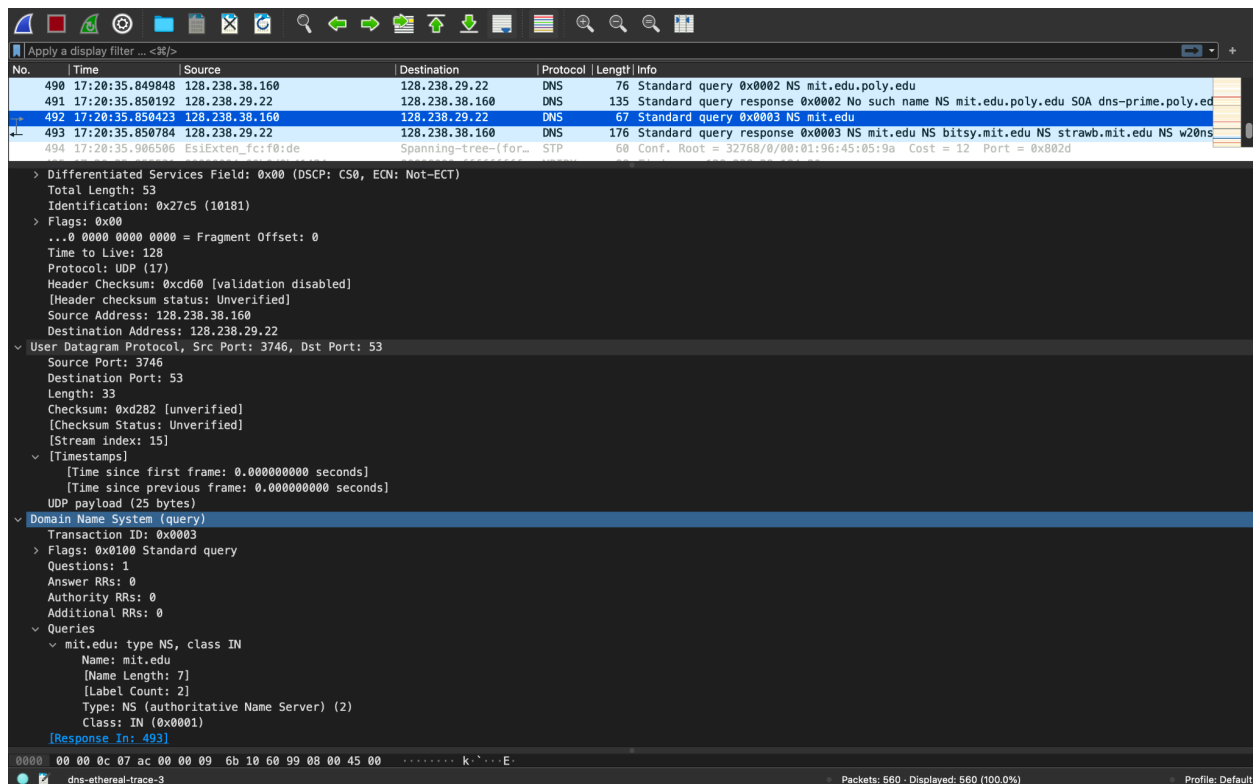 Apply a display filter ... <⌘/>
No. Time Source Destination Protocol Length Info
490 17:20:35.849848 128.238.38.160 128.238.29.22 DNS 76 Standard query 0x0002 NS mit.edu.poly.edu
491 17:20:35.850192 128.238.29.22 128.238.38.160 DNS 135 Standard query response 0x0002 No such name NS mit.edu.poly.edu SOA dns-prime.poly.ed
492 17:20:35.850423 128.238.38.160 128.238.29.22 DNS 67 Standard query 0x0003 NS mit.edu
493 17:20:35.850784 128.238.29.22 128.238.38.160 DNS 176 Standard query response 0x0003 NS mit.edu NS bitsy.mit.edu NS strawb.mit.edu NS w20ns
494 17:20:35.906506 EsiExten_fc:f0:de Spanning-tree-(for… STP 60 Conf. Root = 32768/0/00:01:96:45:05:9a Cost = 12 Port = 0x802d
Differentiated Services Field: 0x00 (DSCP: CS0, ECN: Not-ECT)
Total Length: 53
Identification: 0x27c5 (10181)
Flags: 0x00
...0 0000 0000 0000 = Fragment Offset: 0
Time to Live: 128
Protocol: UDP (17)
Header Checksum: 0xcd60 [validation disabled]
[Header checksum status: Unverified]
Source Address: 128.238.38.160
Destination Address: 128.238.29.22
User Datagram Protocol, Src Port: 3746, Dst Port: 53
Source Port: 3746
Destination Port: 53
Length: 33
Checksum: 0xd282 [unverified]
[Checksum Status: Unverified]
[Stream index: 15]
[Timestamps]
[Time since first frame: 0.000000000 seconds]
[Time since previous frame: 0.000000000 seconds]
UDP payload (25 bytes)
Domain Name System (query)
Transaction ID: 0x0003
Flags: 0x0100 Standard query
Questions: 1
Answer RRs: 0
Authority RRs: 0
Additional RRs: 0
Queries
mit.edu: type NS, class IN
Name: mit.edu
[Name Length: 7]
[Label Count: 2]
Type: NS (authoritative Name Server) (2)
Class: IN (0x0001)
[Response In: 493]
0000 00 00 0c 07 ac 00 00 09 6b 10 60 99 08 00 45 00 ········ k·`···E·
dns-ethereal-trace-3 Packets: 560 · Displayed: 560 (100.0%) Profile: Default